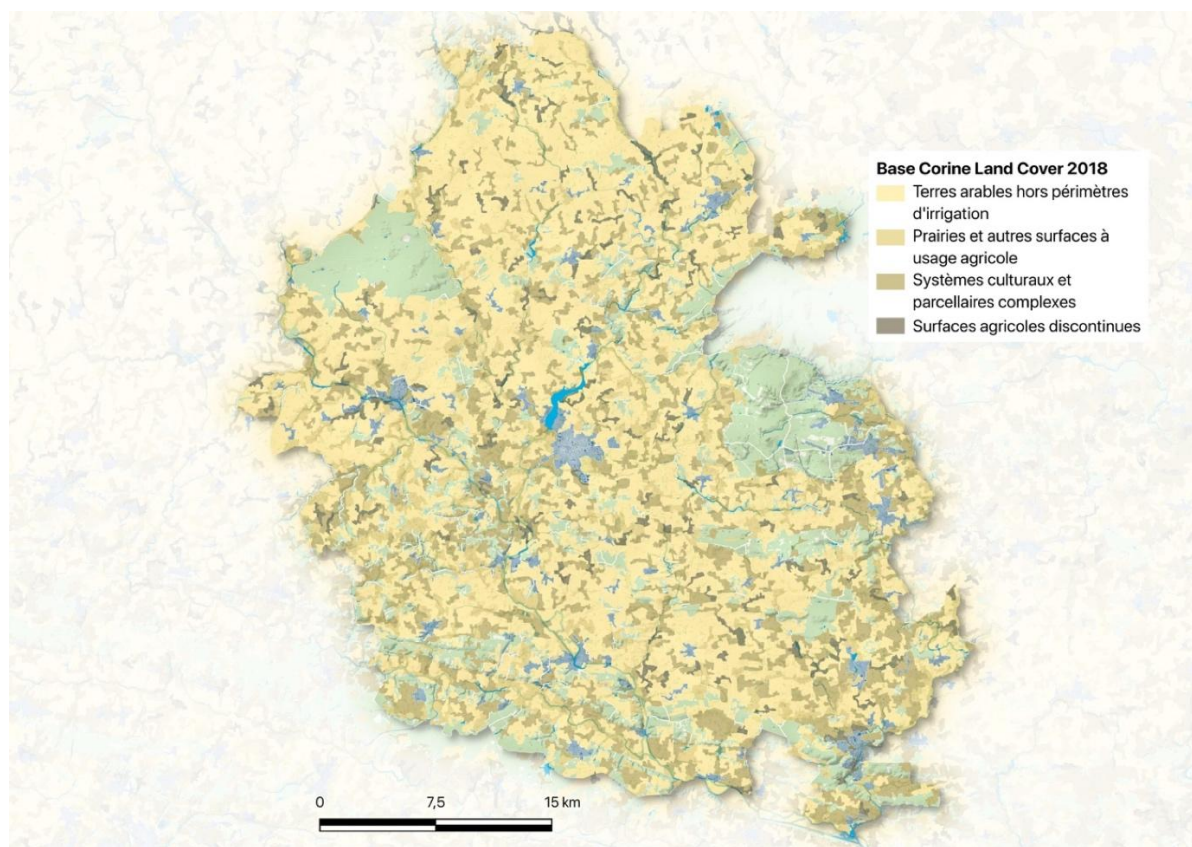 Base Corine Land Cover 2018
Terres arables hors périmètres
d'irrigation
Prairies et autres surfaces à
usage agricole
Systèmes culturaux et
parcellaires complexes
Surfaces agricoles discontinues
0 7,5 15 km